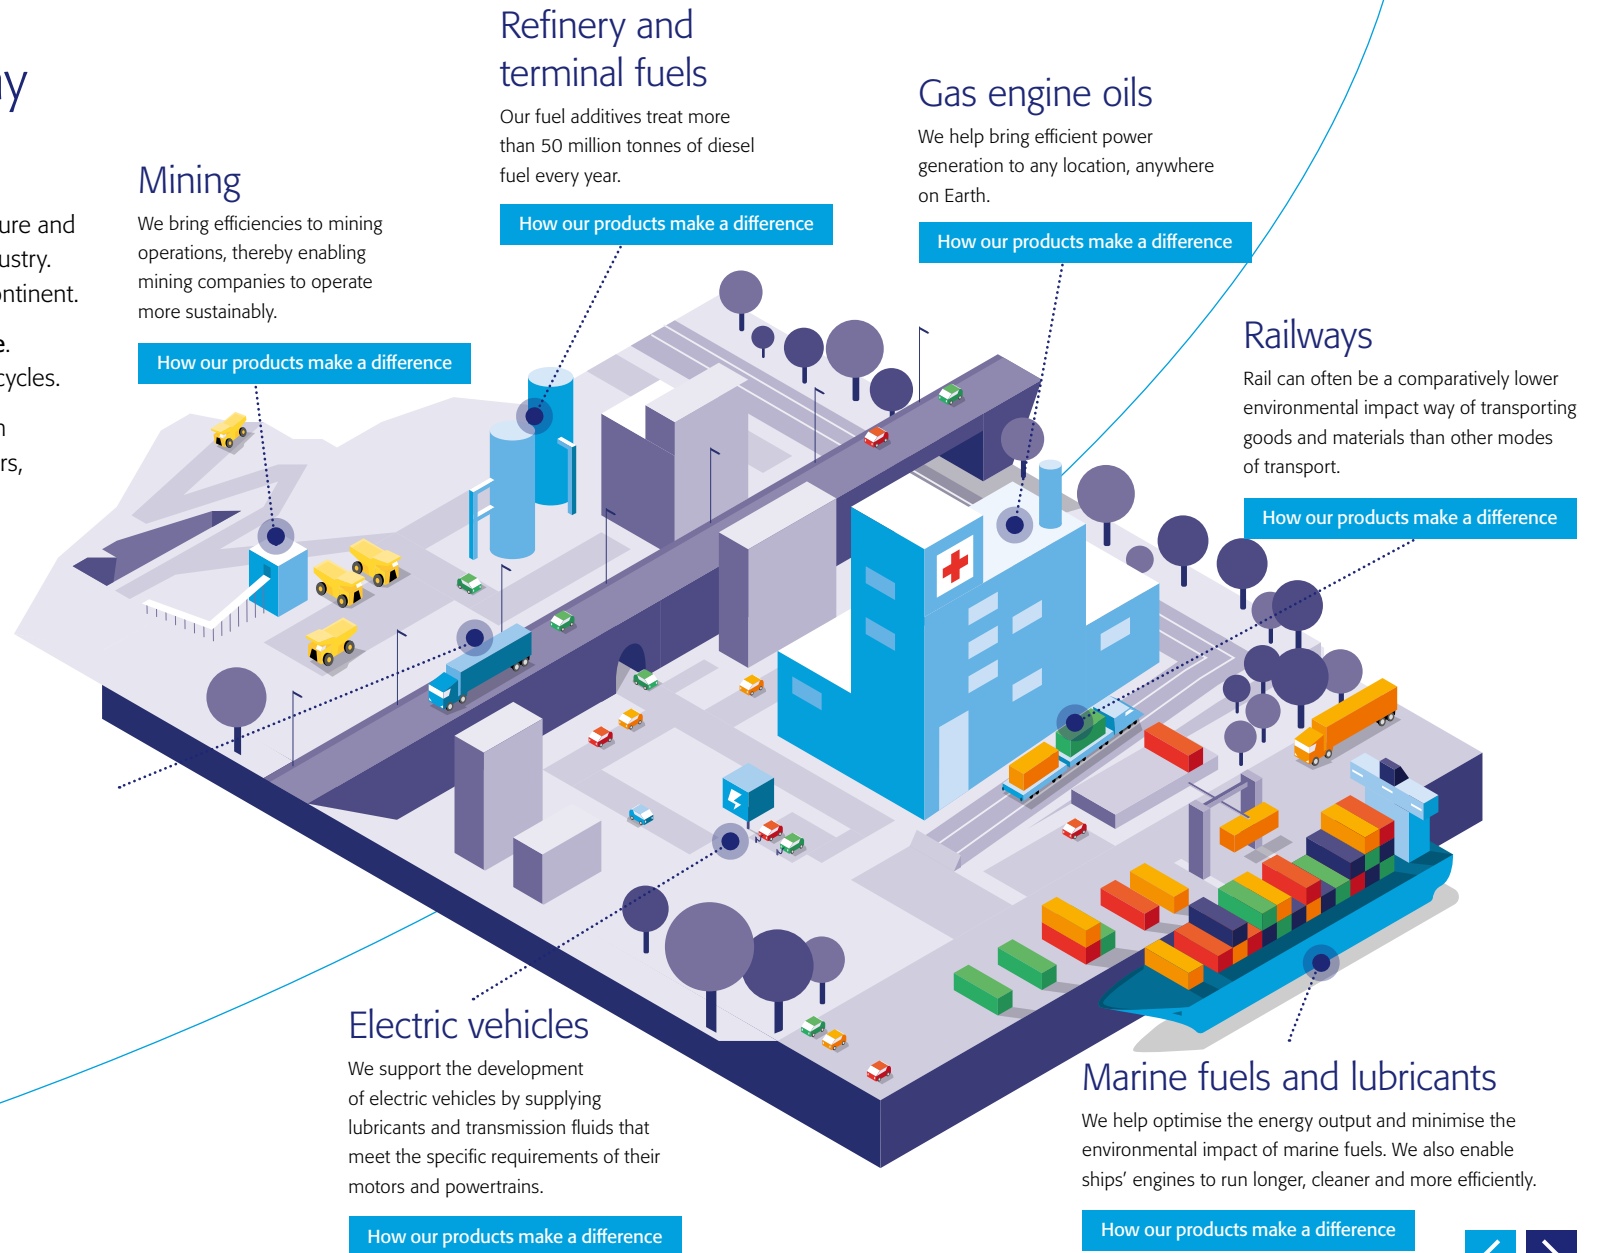 ure and
ustry.
ontinent.
e.
cycles.
rs,
Mining
We bring efficiencies to mining
operations, thereby enabling
mining companies to operate
more sustainably.
How our products make a difference
Refinery and
terminal fuels
Our fuel additives treat more
than 50 million tonnes of diesel
fuel every year.
How our products make a difference
Gas engine oils
We help bring efficient power
generation to any location, anywhere
on Earth.
How our products make a difference
Railways
Rail can often be a comparatively lower
environmental impact way of transporting
goods and materials than other modes
of transport.
How our products make a difference
Electric vehicles
We support the development
of electric vehicles by supplying
lubricants and transmission fluids that
meet the specific requirements of their
motors and powertrains.
How our products make a difference
Marine fuels and lubricants
We help optimise the energy output and minimise the
environmental impact of marine fuels. We also enable
ships’ engines to run longer, cleaner and more efficiently.
How our products make a difference